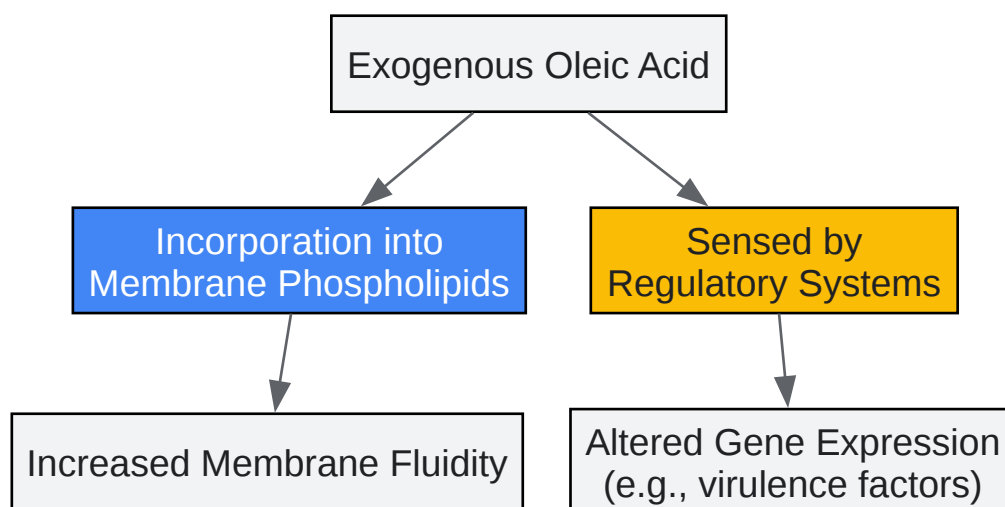 Exogenous Oleic Acid
Incorporation into
Membrane Phospholipids
Sensed by
Regulatory Systems
Increased Membrane Fluidity
Altered Gene Expression
(e.g., virulence factors)